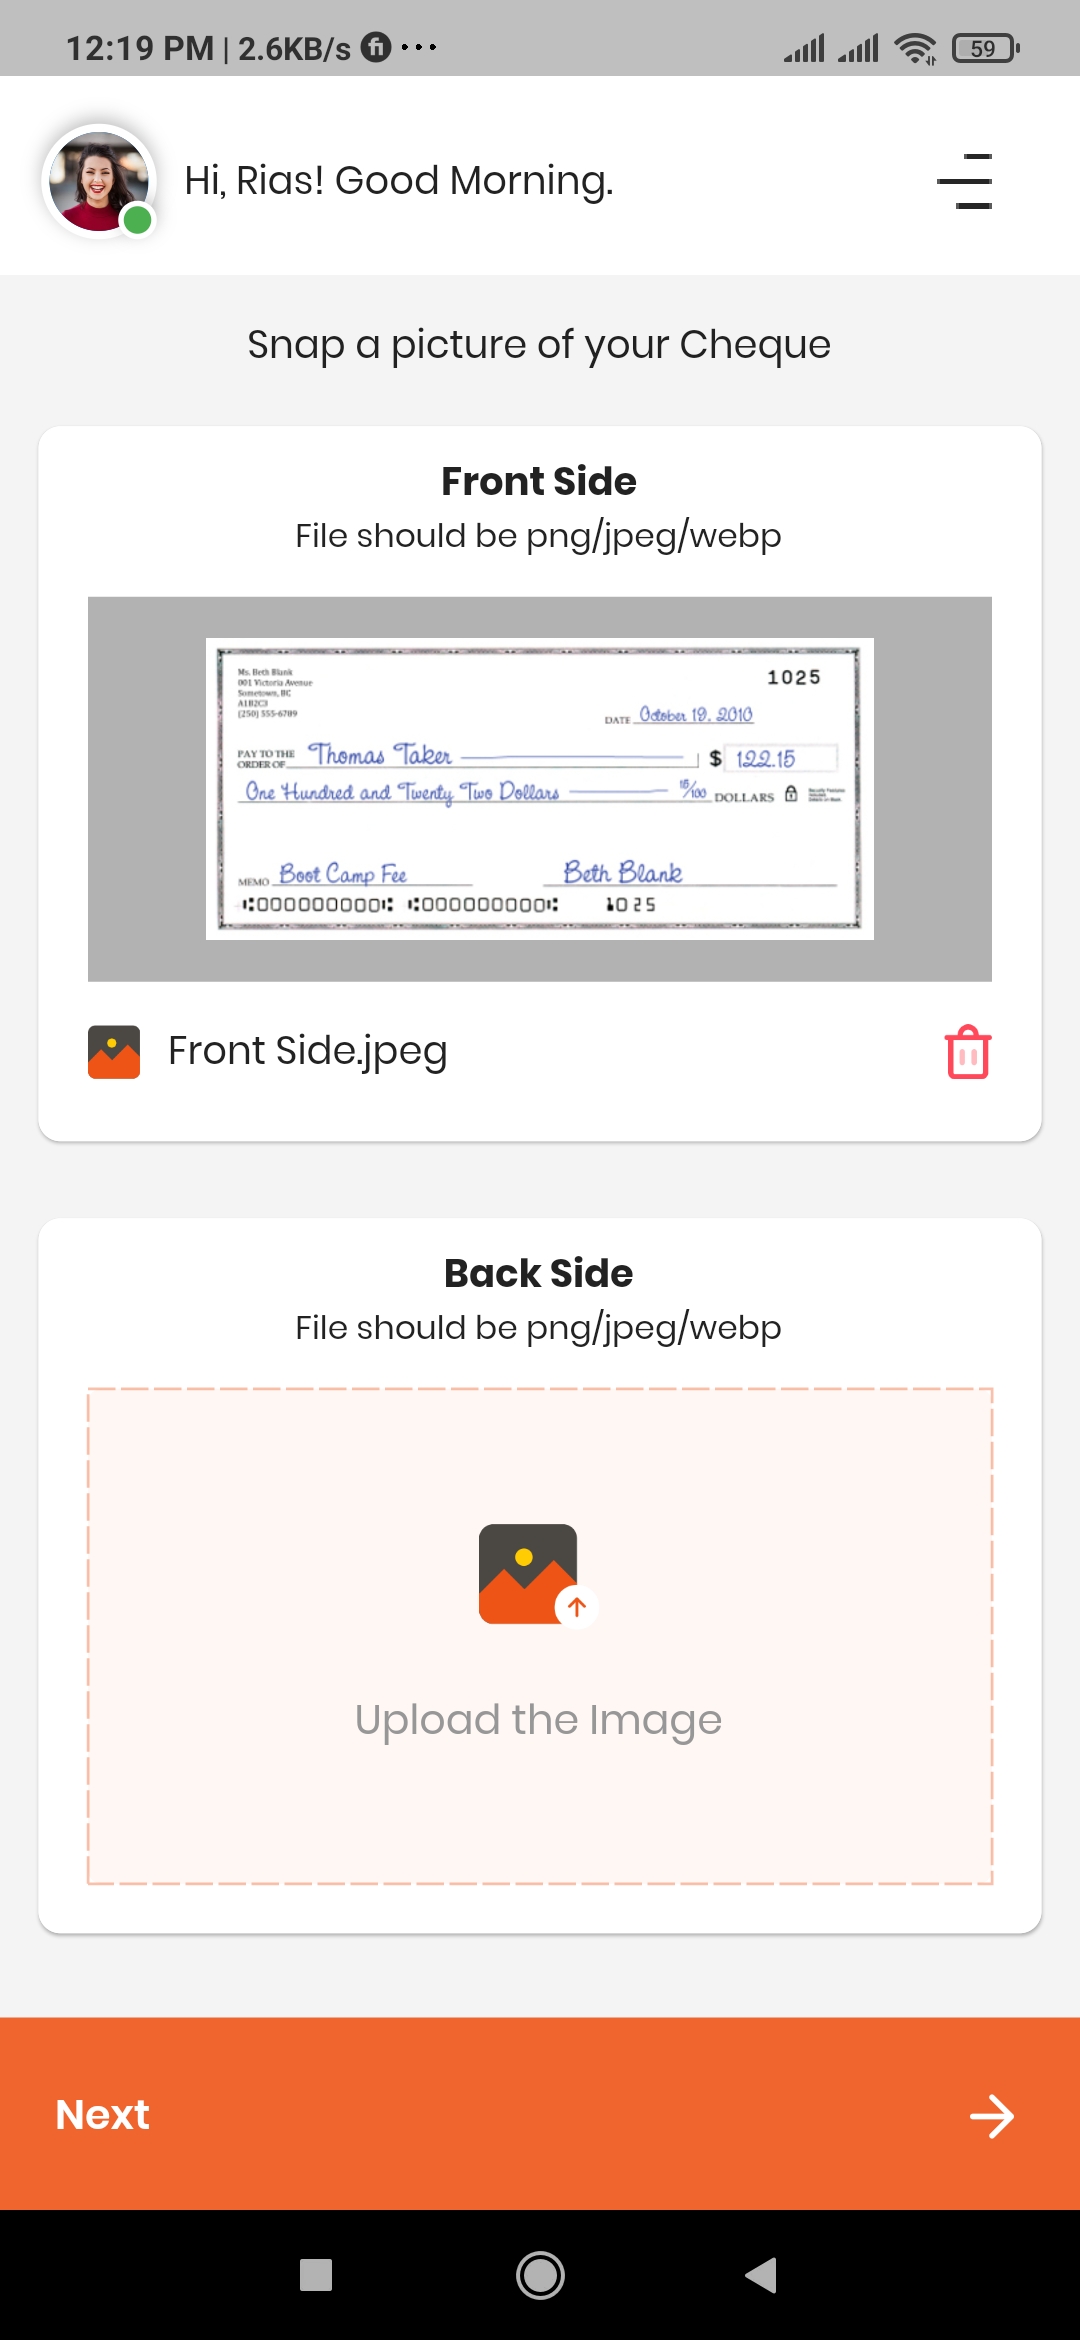 12:19 PM | 2.6KB/s fi ...
59
Hi, Rias! Good Morning.
Snap a picture of your Cheque
Front Side
File should be png/jpeg/webp
Ms. Beth Blank
001 Victoria Avenue
Sometown, BC
A1B2C3
(250) 555-6789
1025
DATE October 19, 2010
PAY TO THE
ORDER OF Thomas Taker
$ 122.15
One Hundred and Twenty Two Dollars 15/100 DOLLARS
MEMO Boot Camp Fee
Beth Blank
⑆000000000⑆ ⑆0000000000⑆ 1025
Front Side.jpeg
Back Side
File should be png/jpeg/webp
Upload the Image
Next